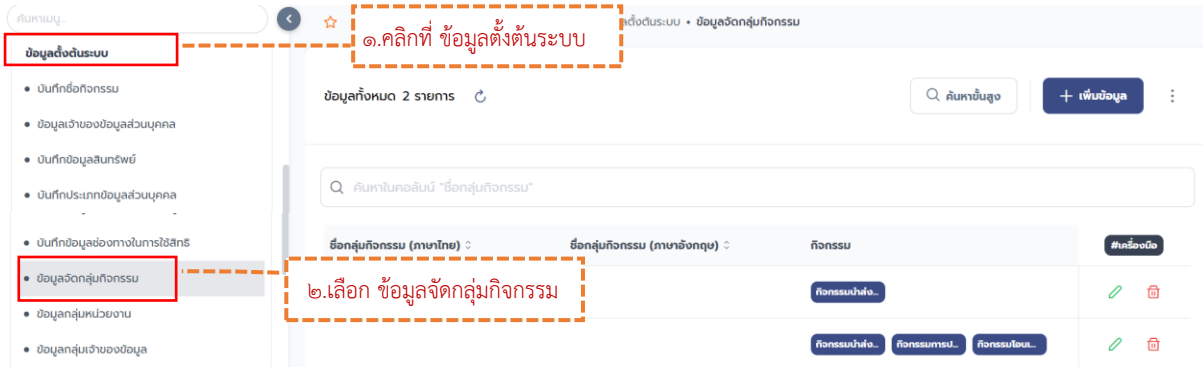 ค้นหาเมนู...
ข้อมูลตั้งต้นระบบ
บันทึกชื่อกิจกรรม
ข้อมูลเจ้าของข้อมูลส่วนบุคคล
บันทึกข้อมูลสินทรัพย์
บันทึกประเภทข้อมูลส่วนบุคคล
บันทึกข้อมูลช่องทางในการใช้สิทธิ
ข้อมูลจัดกลุ่มกิจกรรม
ข้อมูลกลุ่มหน่วยงาน
ข้อมูลกลุ่มเจ้าของข้อมูล
๑.คลิกที่ ข้อมูลตั้งต้นระบบ
ตั้งต้นระบบ • ข้อมูลจัดกลุ่มกิจกรรม
ข้อมูลทั้งหมด 2 รายการ
ค้นหาขั้นสูง
+ เพิ่มข้อมูล
ค้นหาในคอลัมน์ "ชื่อกลุ่มกิจกรรม"
ชื่อกลุ่มกิจกรรม (ภาษาไทย) ชื่อกลุ่มกิจกรรม (ภาษาอังกฤษ) กิจกรรม #เครื่องมือ
๒.เลือก ข้อมูลจัดกลุ่มกิจกรรม
กิจกรรมนำส่ง...
กิจกรรมนำส่ง... กิจกรรมการป... กิจกรรมโอนเ...